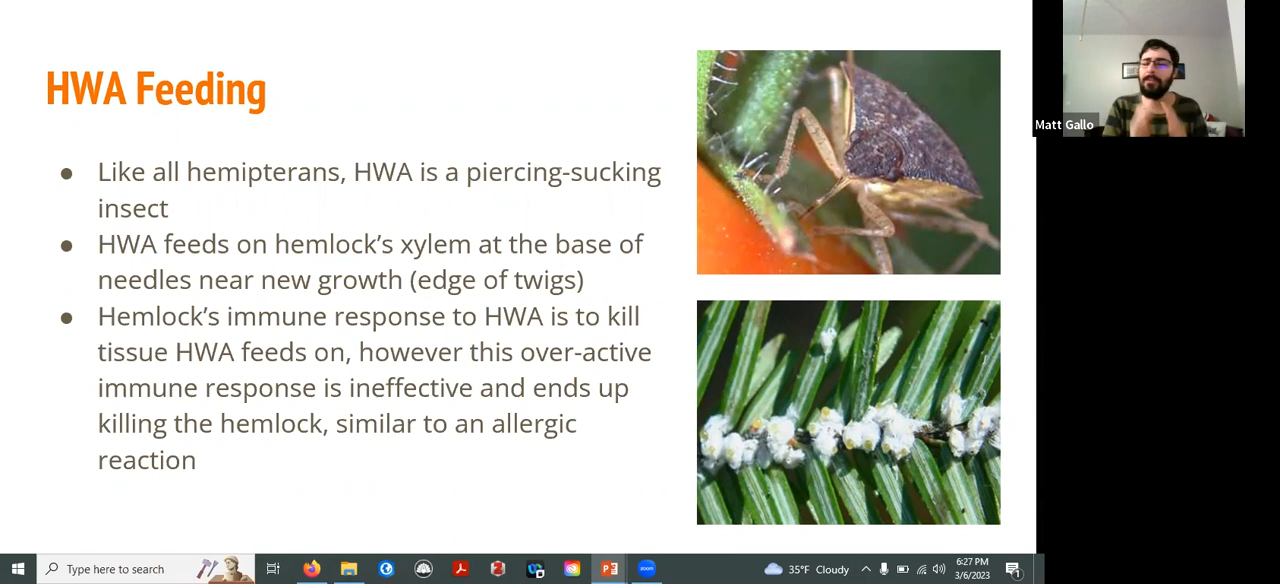 HWA Feeding
● Like all hemipterans, HWA is a piercing-sucking
insect
● HWA feeds on hemlock's xylem at the base of
needles near new growth (edge of twigs)
● Hemlock's immune response to HWA is to kill
tissue HWA feeds on, however this over-active
immune response is ineffective and ends up
killing the hemlock, similar to an allergic
reaction
Matt Gallo
Type here to search
zoom
35°F Cloudy
6:27 PM
3/6/2023
1